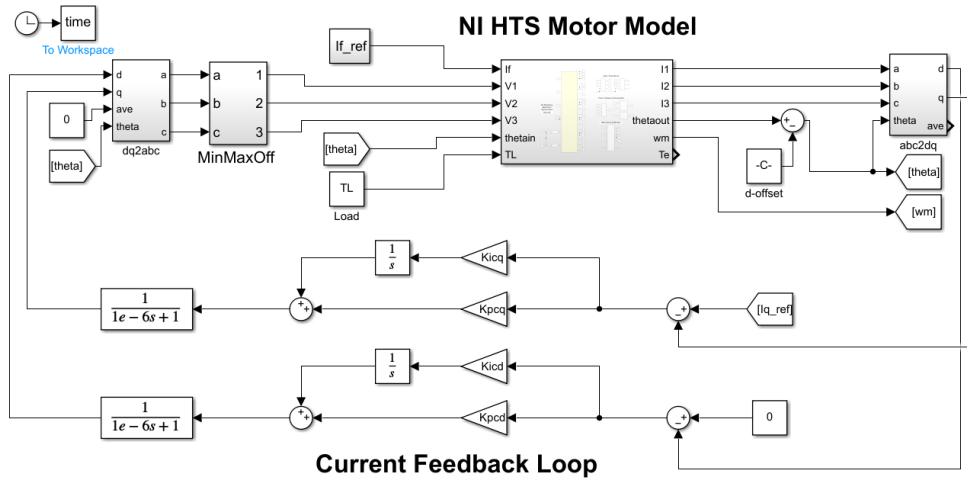 time
To Workspace
NI HTS Motor Model
If_ref
d
q
ave
theta
a
b
c
dq2abc
0
[theta]
a
b
c
1
2
3
MinMaxOff
If
V1
V2
V3
thetain
TL
I1
I2
I3
thetaout
wm
Te
[theta]
TL
Load
+
_
-C-
d-offset
a
b
c
theta
d
q
ave
abc2dq
[theta]
[wm]
1
s
Kicq
1
1e − 6s + 1
+
+
Kpcq
_
+
[Iq_ref]
1
s
Kicd
1
1e − 6s + 1
+
+
Kpcd
_
+
0
Current Feedback Loop